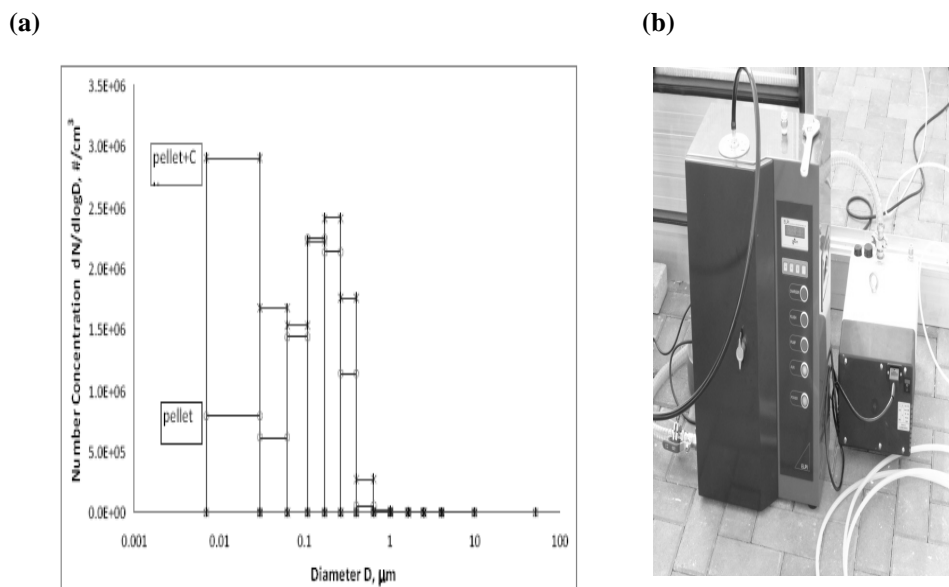 (a)
(b)
Number Concentration dN/dlogD, #/cm³
3.5E+06
3.0E+06
2.5E+06
2.0E+06
1.5E+06
1.0E+06
5.0E+05
0.0E+00
pellet+C
pellet
0.001
0.01
0.1
1
10
100
Diameter D, μm